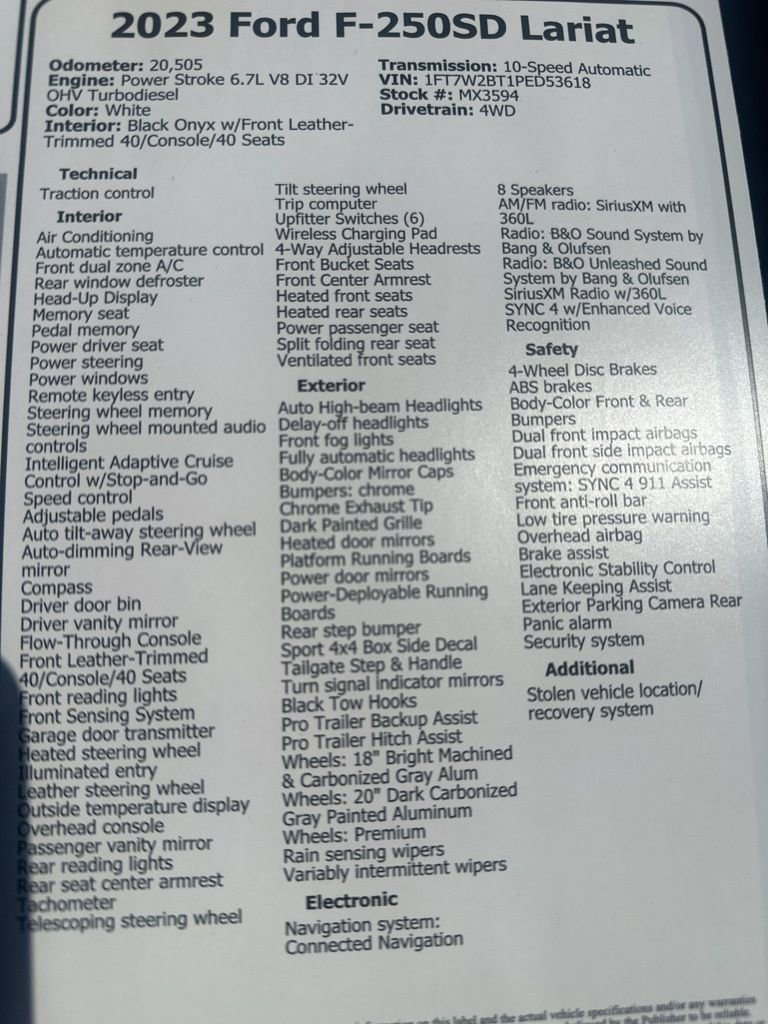 2023 Ford F-250SD Lariat
Odometer: 20,505
Engine: Power Stroke 6.7L V8 DI 32V
OHV Turbodiesel
Color: White
Interior: Black Onyx w/Front Leather-
Trimmed 40/Console/40 Seats
Transmission: 10-Speed Automatic
VIN: 1FT7W2BT1PED53618
Stock #: MX3594
Drivetrain: 4WD
Technical
Traction control
Interior
Air Conditioning
Automatic temperature control
Front dual zone A/C
Rear window defroster
Head-Up Display
Memory seat
Pedal memory
Power driver seat
Power steering
Power windows
Remote keyless entry
Steering wheel memory
Steering wheel mounted audio
controls
Intelligent Adaptive Cruise
Control w/Stop-and-Go
Speed control
Adjustable pedals
Auto tilt-away steering wheel
Auto-dimming Rear-View
mirror
Compass
Driver door bin
Driver vanity mirror
Flow-Through Console
Front Leather-Trimmed
40/Console/40 Seats
Front reading lights
Front Sensing System
Garage door transmitter
Heated steering wheel
Illuminated entry
Leather steering wheel
Outside temperature display
Overhead console
Passenger vanity mirror
Rear reading lights
Rear seat center armrest
Tachometer
Telescoping steering wheel
Tilt steering wheel
Trip computer
Upfitter Switches (6)
Wireless Charging Pad
4-Way Adjustable Headrests
Front Bucket Seats
Front Center Armrest
Heated front seats
Heated rear seats
Power passenger seat
Split folding rear seat
Ventilated front seats
Exterior
Auto High-beam Headlights
Delay-off headlights
Front fog lights
Fully automatic headlights
Body-Color Mirror Caps
Bumpers: chrome
Chrome Exhaust Tip
Dark Painted Grille
Heated door mirrors
Platform Running Boards
Power door mirrors
Power-Deployable Running
Boards
Rear step bumper
Sport 4x4 Box Side Decal
Tailgate Step & Handle
Turn signal indicator mirrors
Black Tow Hooks
Pro Trailer Backup Assist
Pro Trailer Hitch Assist
Wheels: 18" Bright Machined
& Carbonized Gray Alum
Wheels: 20" Dark Carbonized
Gray Painted Aluminum
Wheels: Premium
Rain sensing wipers
Variably intermittent wipers
Electronic
Navigation system:
Connected Navigation
8 Speakers
AM/FM radio: SiriusXM with
360L
Radio: B&O Sound System by
Bang & Olufsen
Radio: B&O Unleashed Sound
System by Bang & Olufsen
SiriusXM Radio w/360L
SYNC 4 w/Enhanced Voice
Recognition
Safety
4-Wheel Disc Brakes
ABS brakes
Body-Color Front & Rear
Bumpers
Dual front impact airbags
Dual front side impact airbags
Emergency communication
system: SYNC 4 911 Assist
Front anti-roll bar
Low tire pressure warning
Overhead airbag
Brake assist
Electronic Stability Control
Lane Keeping Assist
Exterior Parking Camera Rear
Panic alarm
Security system
Additional
Stolen vehicle location/
recovery system
on this label and the actual vehicle specifications and/or any warranties
by the Publisher to be reliable.